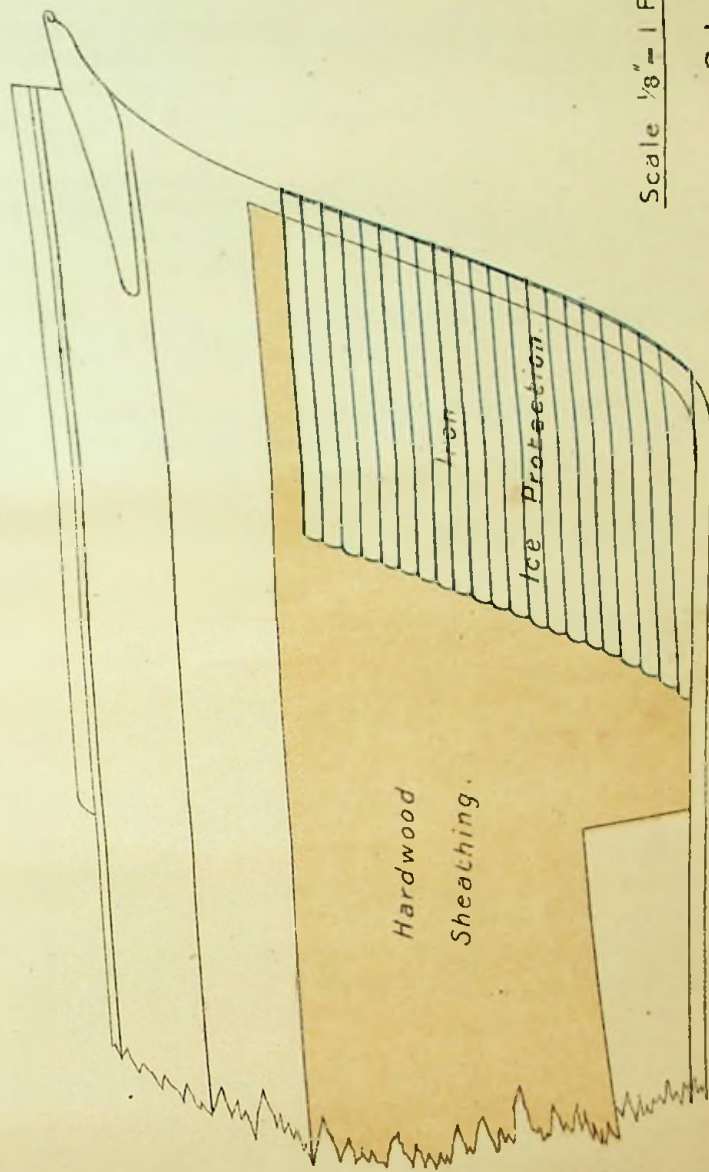 Hardwood
Sheathing.
Iron
Ice Protection.
Scale 1/8" = 1 F